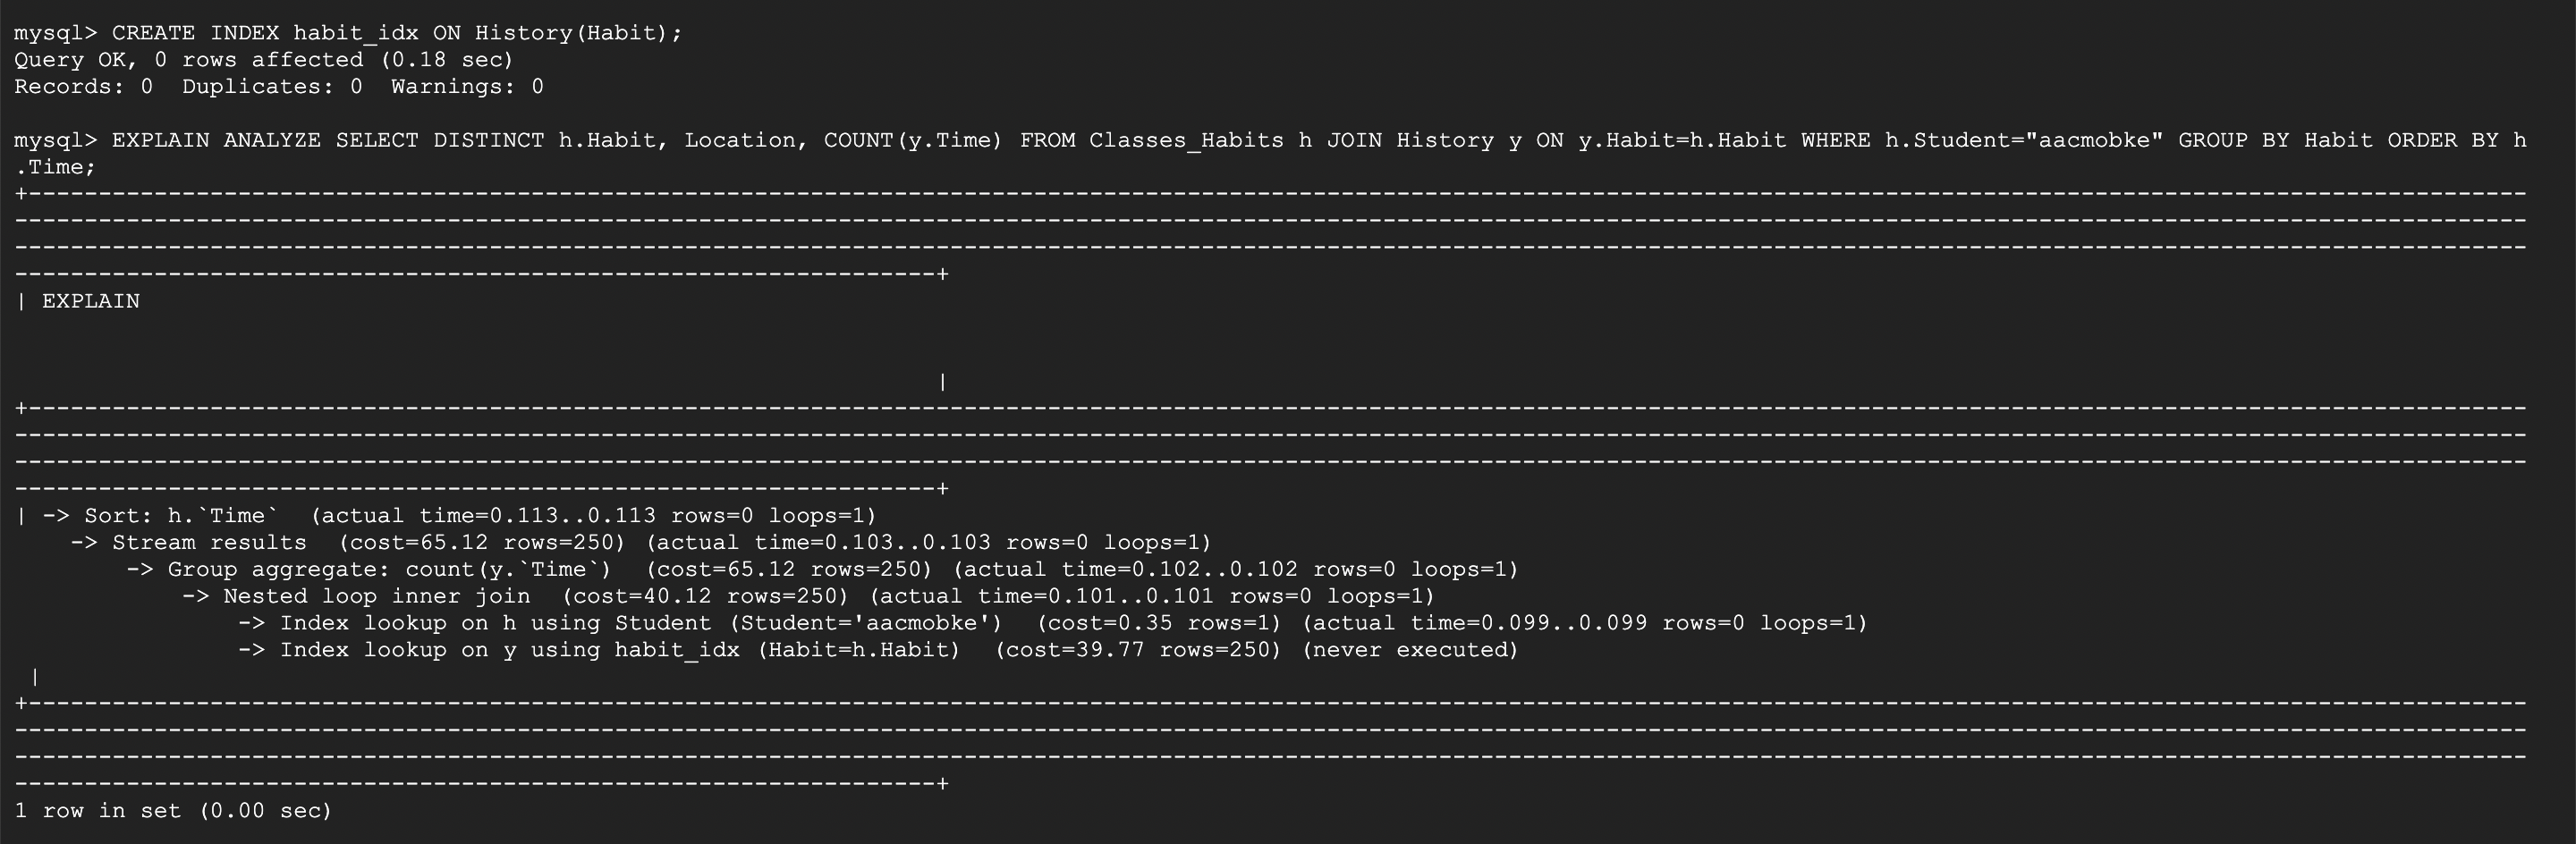 mysql> CREATE INDEX habit_idx ON History(Habit);
Query OK, 0 rows affected (0.18 sec)
Records: 0  Duplicates: 0  Warnings: 0
mysql> EXPLAIN ANALYZE SELECT DISTINCT h.Habit, Location, COUNT(y.Time) FROM Classes_Habits h JOIN History y ON y.Habit=h.Habit WHERE h.Student="aacmobke" GROUP BY Habit ORDER BY h
.Time;
| EXPLAIN
|
| -> Sort: h.`Time`  (actual time=0.113..0.113 rows=0 loops=1)
    -> Stream results  (cost=65.12 rows=250) (actual time=0.103..0.103 rows=0 loops=1)
        -> Group aggregate: count(y.`Time`)  (cost=65.12 rows=250) (actual time=0.102..0.102 rows=0 loops=1)
            -> Nested loop inner join  (cost=40.12 rows=250) (actual time=0.101..0.101 rows=0 loops=1)
                -> Index lookup on h using Student (Student='aacmobke')  (cost=0.35 rows=1) (actual time=0.099..0.099 rows=0 loops=1)
                -> Index lookup on y using habit_idx (Habit=h.Habit)  (cost=39.77 rows=250) (never executed)
 |
1 row in set (0.00 sec)